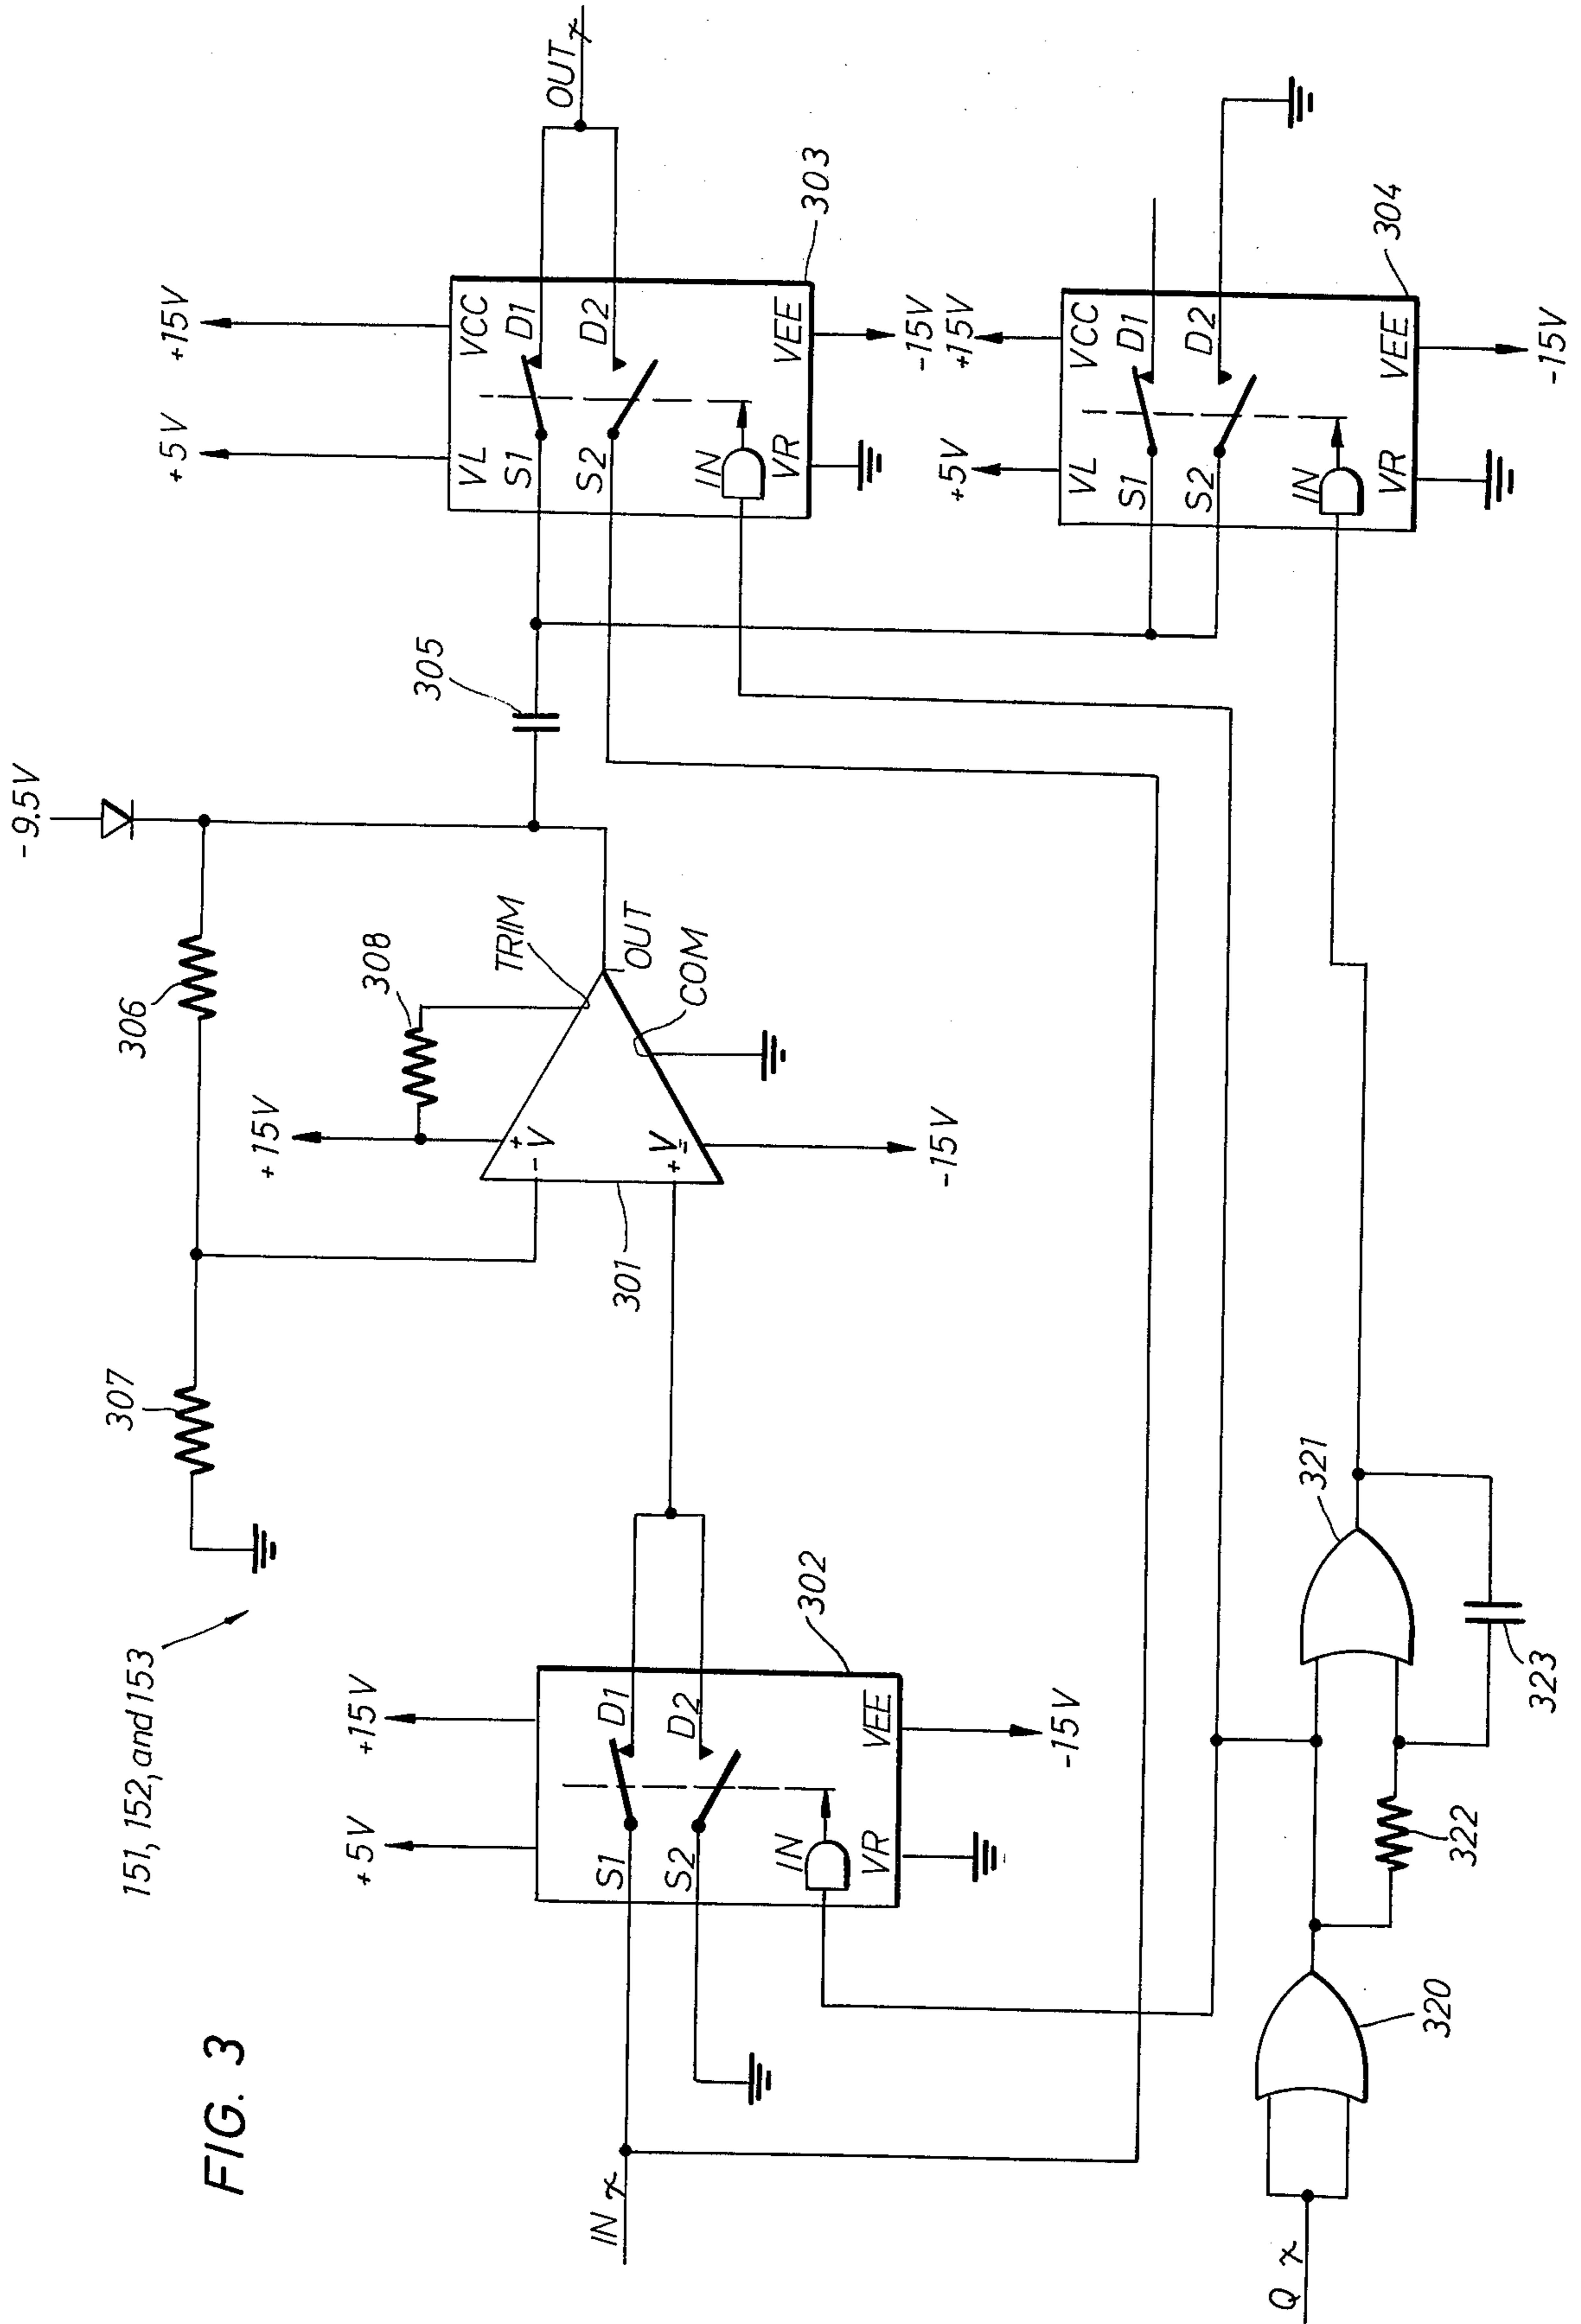 FIG. 3
151, 152, and 153
307
306
-9.5V
305
+15V
308
TRIM
OUT
COM
-
+
V
+
V
=
-15V
301
+5V
+15V
VL
VCC
S1
D1
S2
D2
IN
VR
VEE
-15V
303
OUT x
IN x
+5V
+15V
S1
D1
S2
D2
IN
VR
VEE
-15V
302
+5V
+15V
VL
VCC
S1
D1
S2
D2
IN
VR
VEE
-15V
304
Q x
320
322
321
323